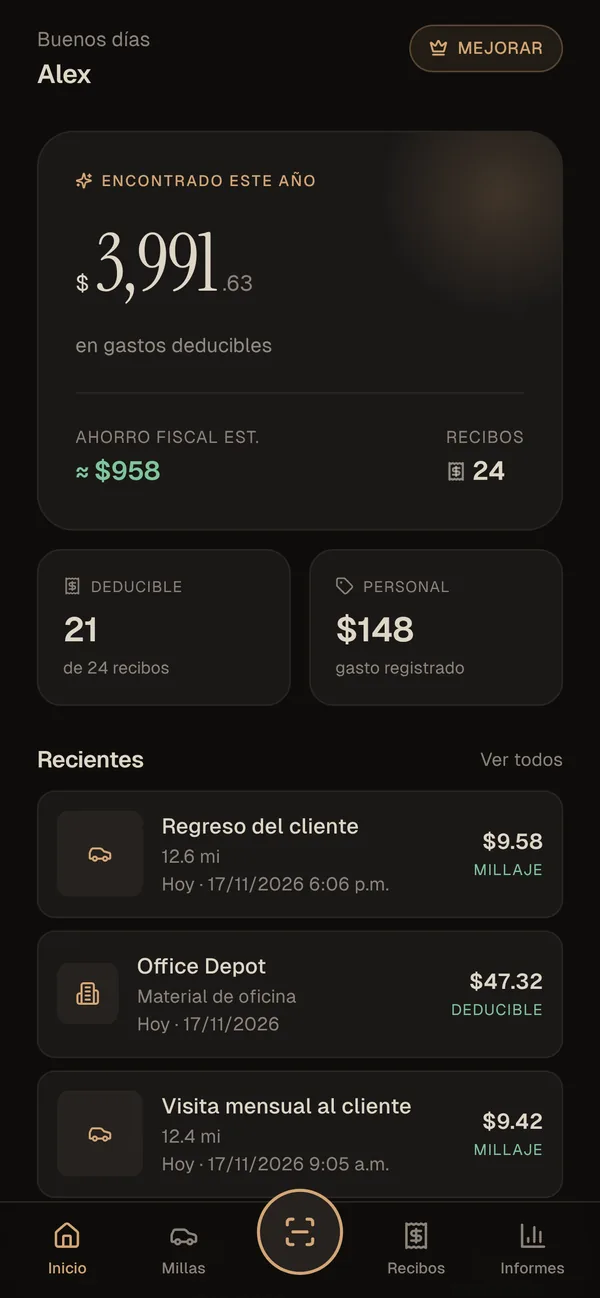 Buenos días
Alex
MEJORAR
ENCONTRADO ESTE AÑO
$3,991.63
en gastos deducibles
AHORRO FISCAL EST.
≈ $958
RECIBOS
24
DEDUCIBLE
21
de 24 recibos
PERSONAL
$148
gasto registrado
Recientes
Ver todos
Regreso del cliente
12.6 mi
Hoy · 17/11/2026 6:06 p.m.
$9.58
MILLAJE
Office Depot
Material de oficina
Hoy · 17/11/2026
$47.32
DEDUCIBLE
Visita mensual al cliente
12.4 mi
Hoy · 17/11/2026 9:05 a.m.
$9.42
MILLAJE
Inicio
Millas
Recibos
Informes